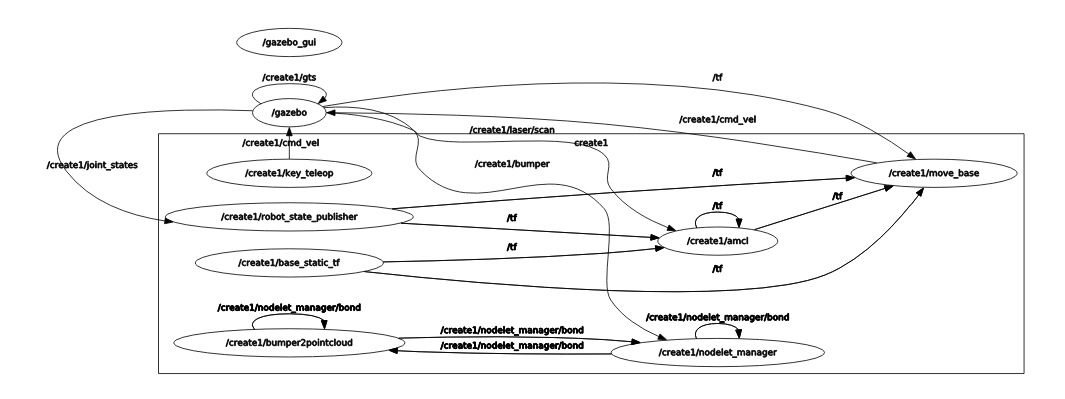 /gazebo_gui
/create1/gts
/tf
/gazebo
/create1/cmd_vel
/create1/laser/scan
/create1/cmd_vel
create1
/create1/joint_states
/create1/bumper
/create1/key_teleop
/tf
/create1/move_base
/tf
/tf
/create1/robot_state_publisher
/tf
/create1/amcl
/tf
/create1/base_static_tf
/tf
/create1/nodelet_manager/bond
/create1/nodelet_manager/bond
/create1/nodelet_manager/bond
/create1/bumper2pointcloud
/create1/nodelet_manager/bond
/create1/nodelet_manager